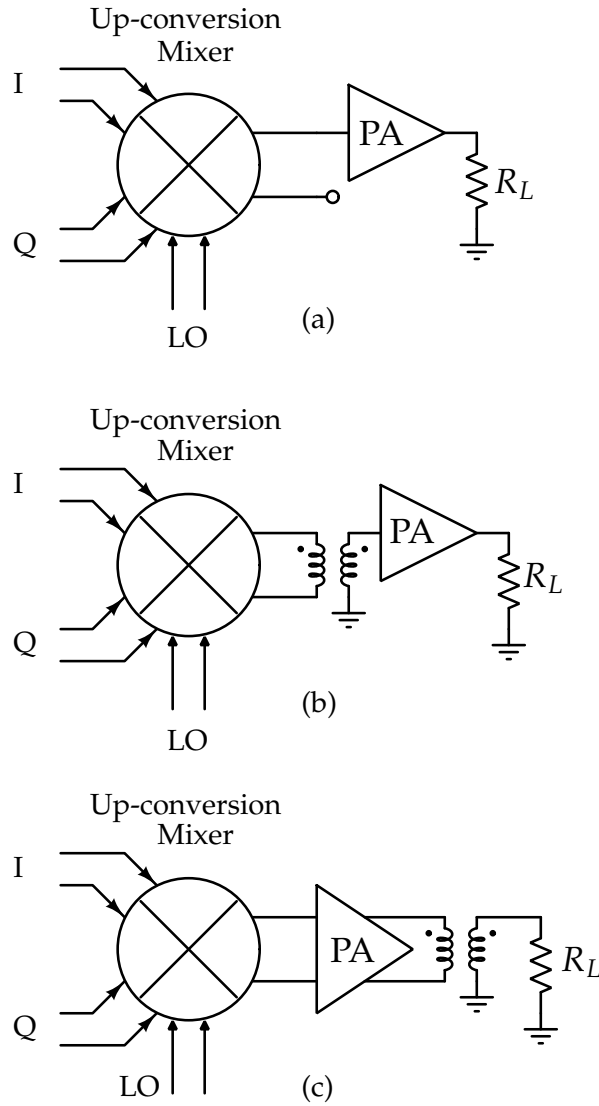 Up-conversion
Mixer
I
PA
R_L
Q
LO
(a)
Up-conversion
Mixer
I
PA
R_L
Q
LO
(b)
Up-conversion
Mixer
I
PA
R_L
Q
LO
(c)